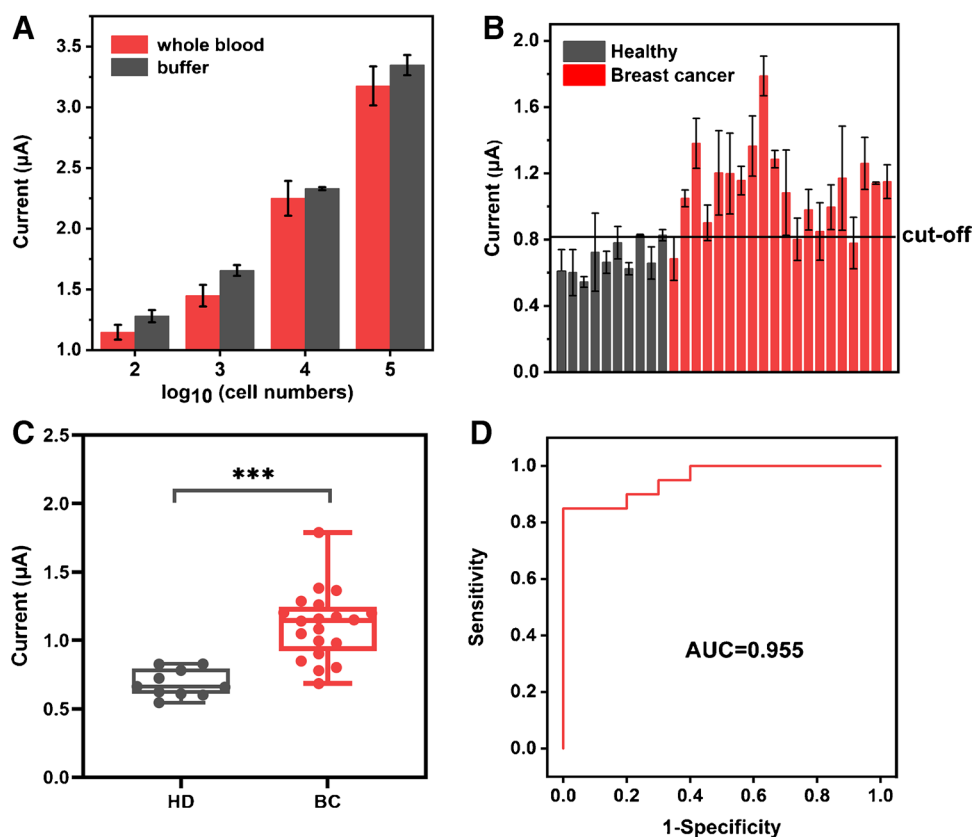 A
whole blood
buffer
Current (µA)
3.5
3.0
2.5
2.0
1.5
1.0
2 3 4 5
log10 (cell numbers)
B
Healthy
Breast cancer
Current (µA)
2.0
1.6
1.2
0.8
0.4
0.0
cut-off
C
Current (µA)
2.5
2.0
1.5
1.0
0.5
0.0
***
HD BC
D
Sensitivity
1.0
0.8
0.6
0.4
0.2
0.0
AUC=0.955
0.0 0.2 0.4 0.6 0.8 1.0
1-Specificity